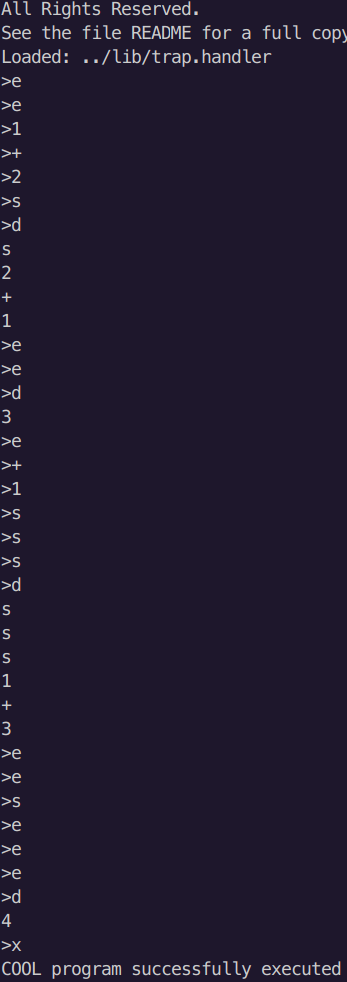 All Rights Reserved.
See the file README for a full copy
Loaded: ../lib/trap.handler
>e
>e
>1
>+
>2
>s
>d
s
2
+
1
>e
>e
>d
3
>e
>+
>1
>s
>s
>s
>d
s
s
s
1
+
3
>e
>e
>s
>e
>e
>e
>d
4
>x
COOL program successfully executed